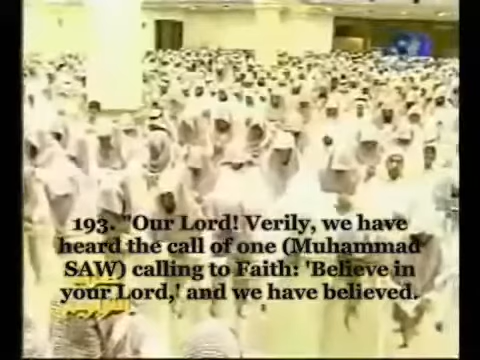 193. "Our Lord! Verily, we have
heard the call of one (Muhammad
SAW) calling to Faith: 'Believe in
your Lord,' and we have believed.